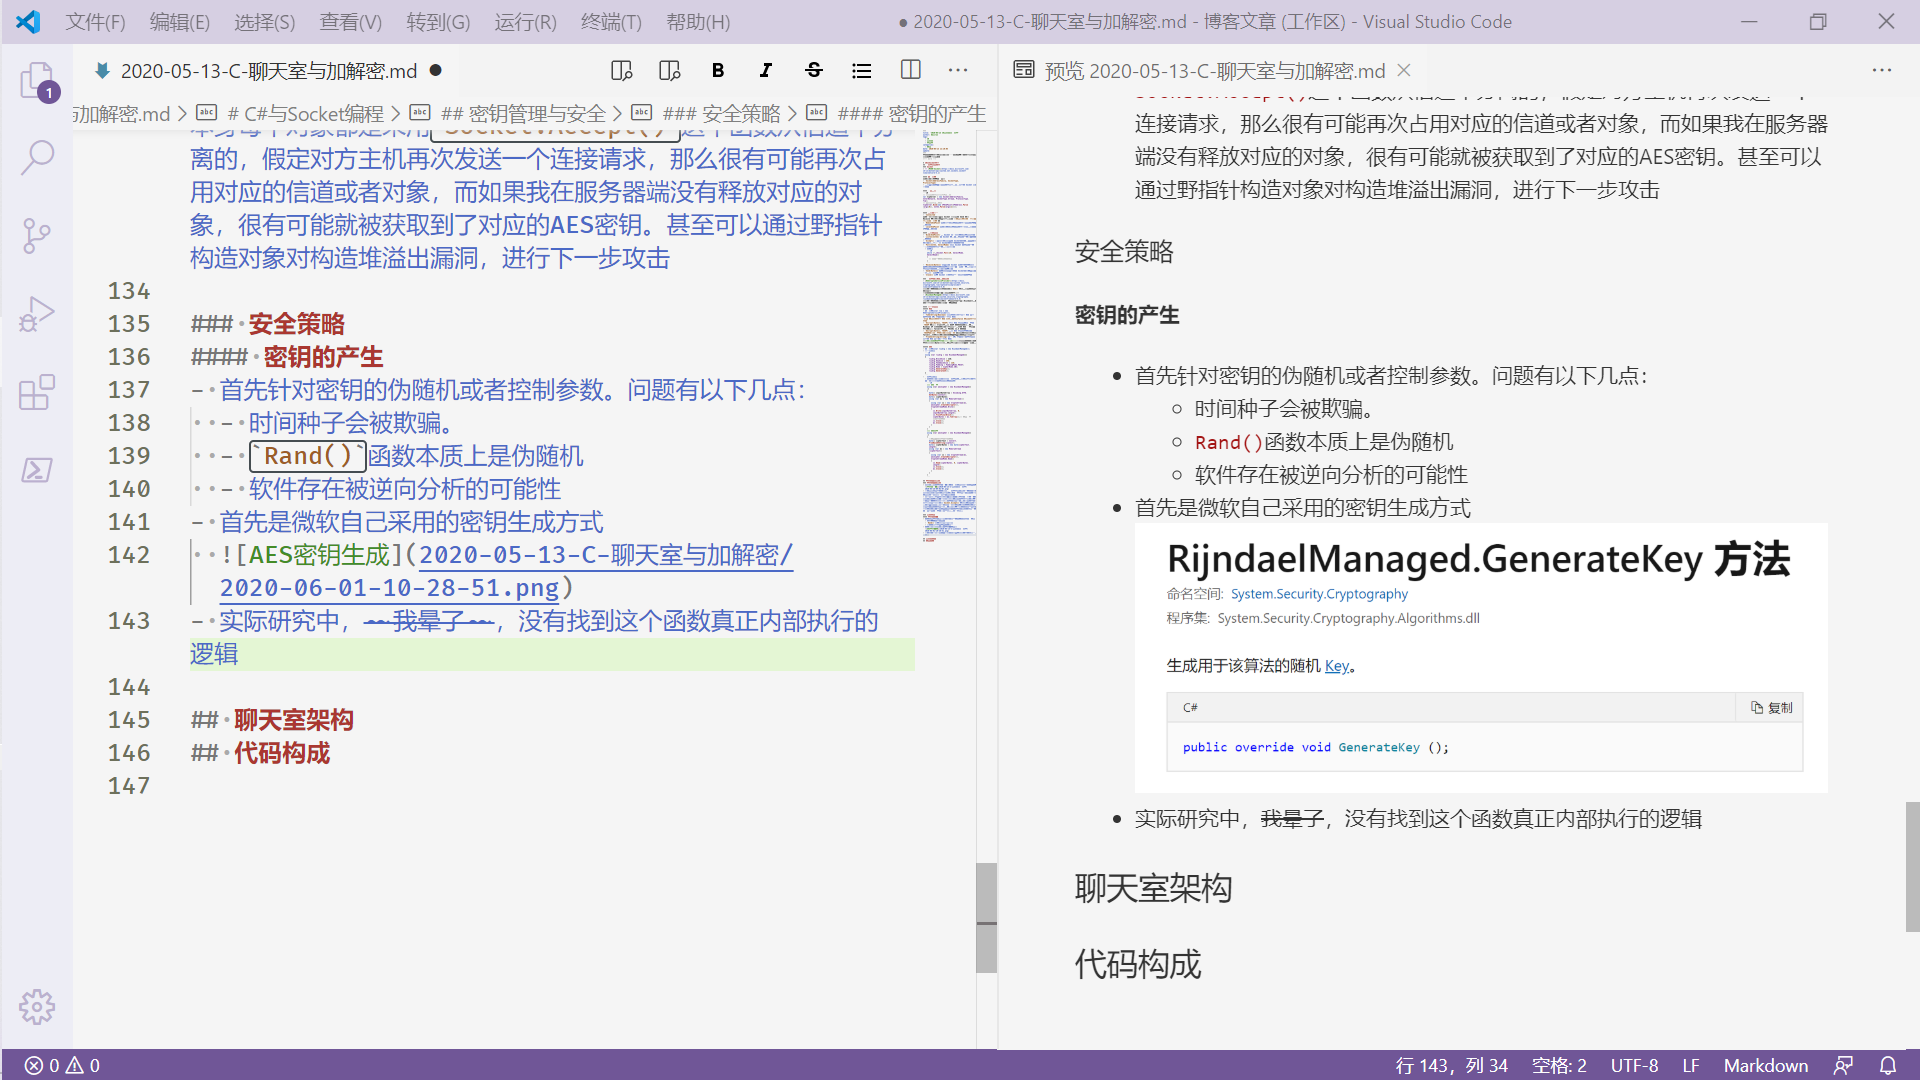 文件(F) 编辑(E) 选择(S) 查看(V) 转到(G) 运行(R) 终端(T) 帮助(H) ● 2020-05-13-C-聊天室与加解密.md - 博客文章 (工作区) - Visual Studio Code
2020-05-13-C-聊天室与加解密.md ●
与加解密.md > # C#与Socket编程 > ## 密钥管理与安全 > ### 安全策略 > #### 密钥的产生
本身每个对象都是采用`Socket.Accept()`这个函数从信道中分
离的，假定对方主机再次发送一个连接请求，那么很有可能再次占
用对应的信道或者对象，而如果我在服务器端没有释放对应的对
象，很有可能就被获取到了对应的AES密钥。甚至可以通过野指针
构造对象对构造堆溢出漏洞，进行下一步攻击
134
135 ### 安全策略
136 #### 密钥的产生
137 - 首先针对密钥的伪随机或者控制参数。问题有以下几点：
138 - 时间种子会被欺骗。
139 - `Rand()`函数本质上是伪随机
140 - 软件存在被逆向分析的可能性
141 - 首先是微软自己采用的密钥生成方式
142 ![AES密钥生成](2020-05-13-C-聊天室与加解密/
2020-06-01-10-28-51.png)
143 - 实际研究中，~~我晕了~~，没有找到这个函数真正内部执行的
逻辑
144
145 ## 聊天室架构
146 ## 代码构成
147
预览 2020-05-13-C-聊天室与加解密.md
连接请求，那么很有可能再次占用对应的信道或者对象，而如果我在服务器
端没有释放对应的对象，很有可能就被获取到了对应的AES密钥。甚至可以
通过野指针构造对象对构造堆溢出漏洞，进行下一步攻击
安全策略
密钥的产生
首先针对密钥的伪随机或者控制参数。问题有以下几点：
时间种子会被欺骗。
Rand()函数本质上是伪随机
软件存在被逆向分析的可能性
首先是微软自己采用的密钥生成方式
RijndaelManaged.GenerateKey 方法
命名空间: System.Security.Cryptography
程序集: System.Security.Cryptography.Algorithms.dll
生成用于该算法的随机 Key。
C# 复制
public override void GenerateKey ();
实际研究中，我晕了，没有找到这个函数真正内部执行的逻辑
聊天室架构
代码构成
1
0 0 行 143，列 34 空格: 2 UTF-8 LF Markdown